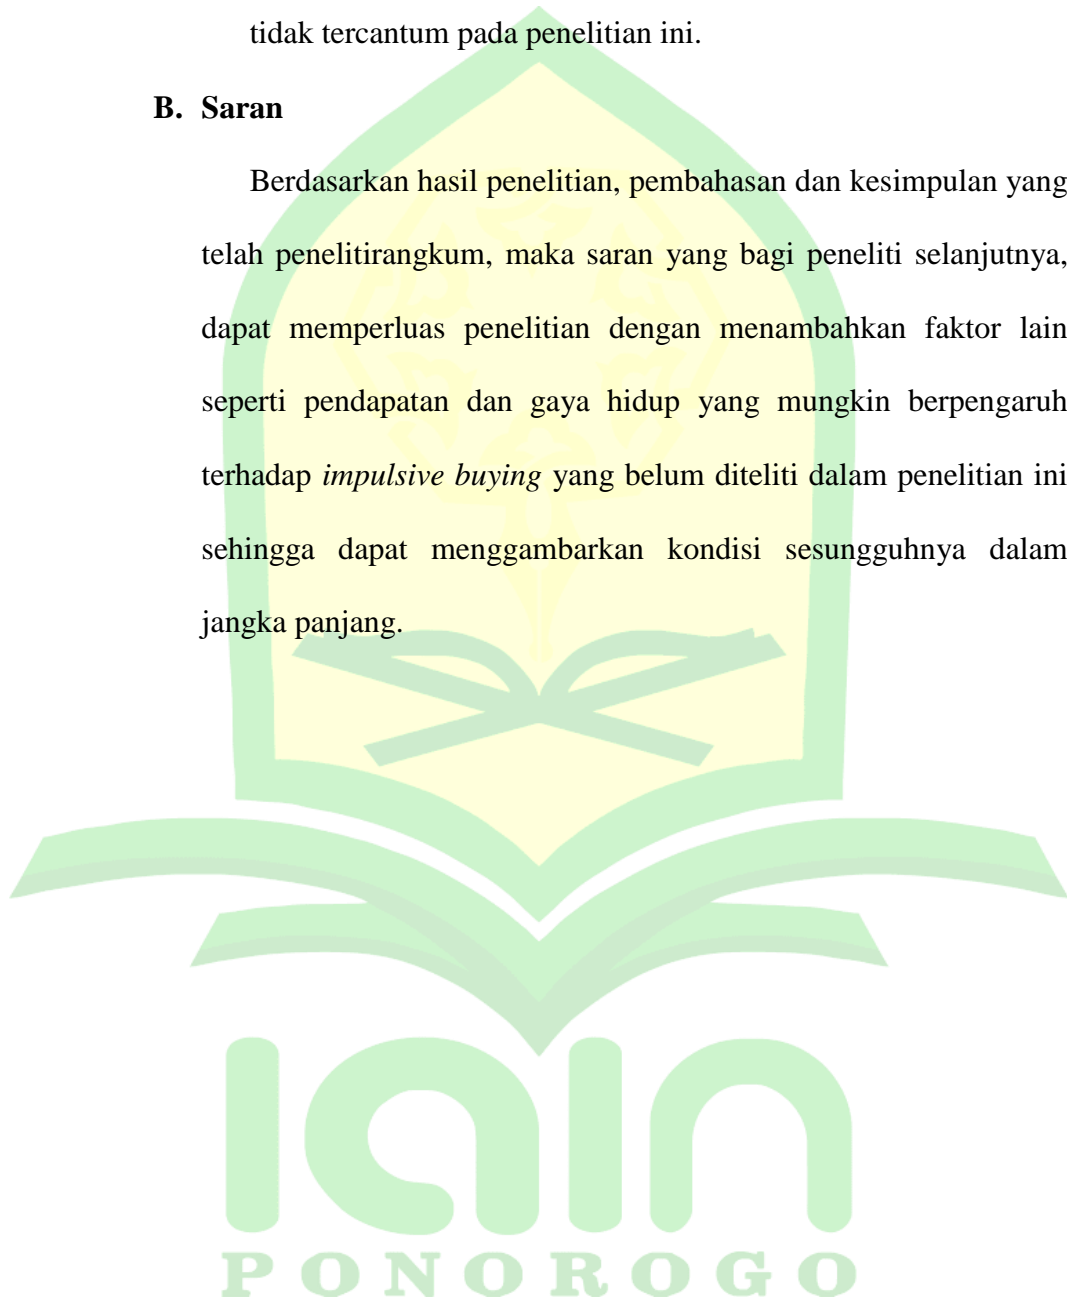 tidak tercantum pada penelitian ini.
B. Saran
Berdasarkan hasil penelitian, pembahasan dan kesimpulan yang
telah penelitirangkum, maka saran yang bagi peneliti selanjutnya,
dapat memperluas penelitian dengan menambahkan faktor lain
seperti pendapatan dan gaya hidup yang mungkin berpengaruh
terhadap impulsive buying yang belum diteliti dalam penelitian ini
sehingga dapat menggambarkan kondisi sesungguhnya dalam
jangka panjang.
iain
PONOROGO